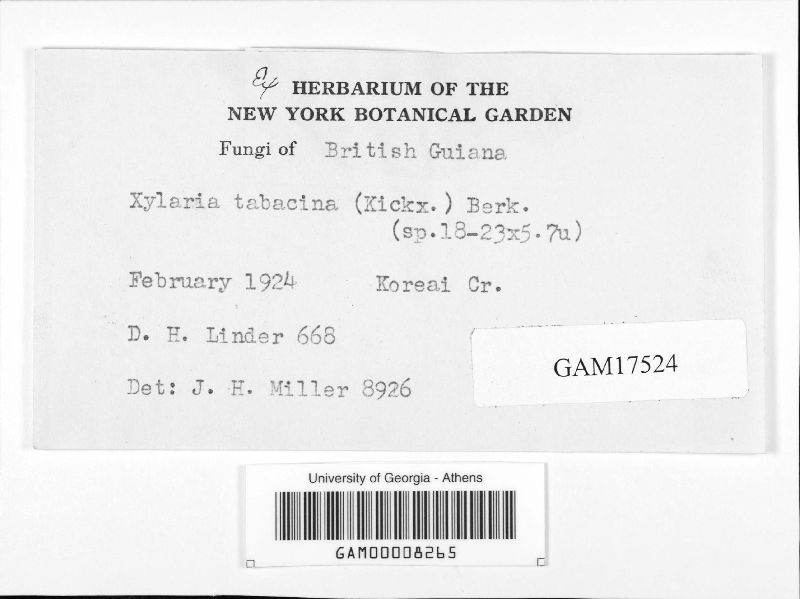 Ex HERBARIUM OF THE
NEW YORK BOTANICAL GARDEN
Fungi of British Guiana
Xylaria tabacina (Kickx.) Berk.
(sp.18-23x5.7u)
February 1924 Koreai Cr.
D. H. Linder 668
GAM17524
Det: J. H. Miller 8926
University of Georgia - Athens
GAM00008265